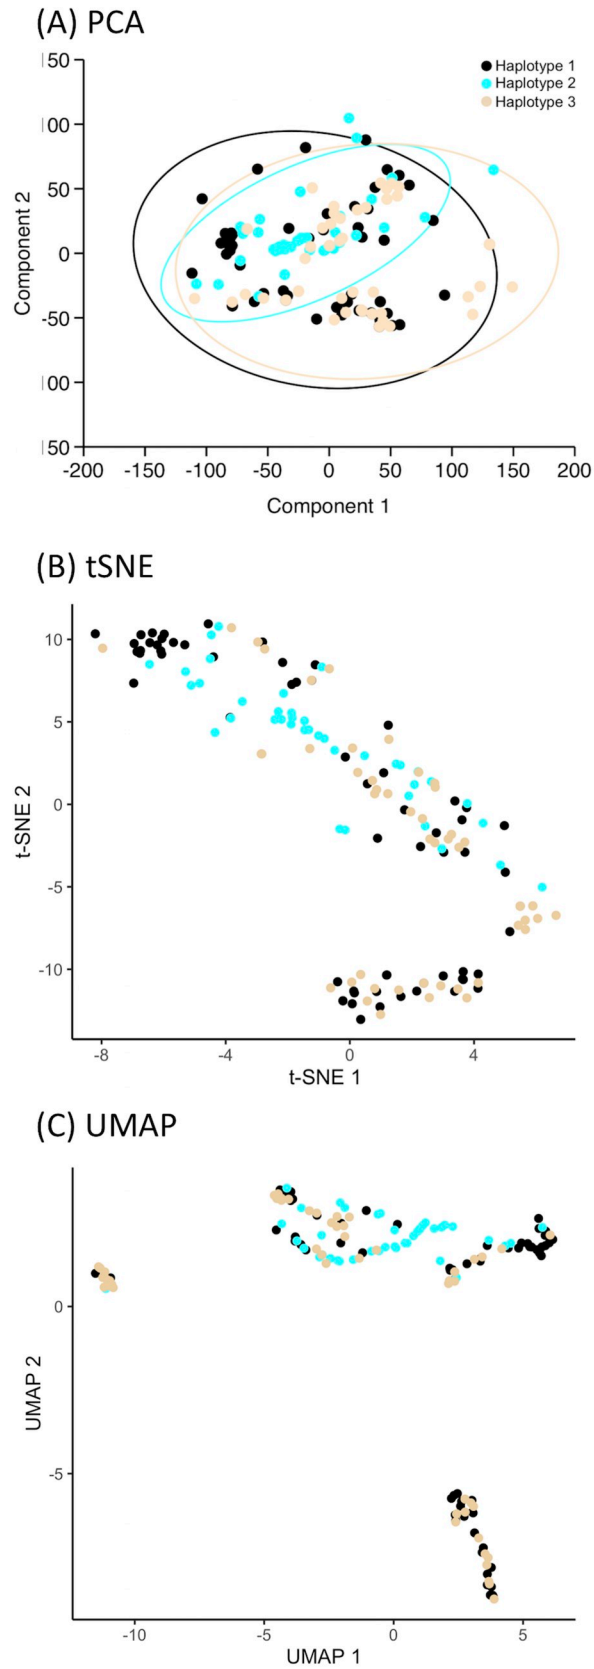 (A) PCA
50
Haplotype 1
Haplotype 2
Haplotype 3
00
50
0
-50
00
50
Component 2
-200 -150 -100 -50 0 50 100 150 200
Component 1
(B) tSNE
10
5
0
-5
-10
t-SNE 2
-8 -4 0 4
t-SNE 1
(C) UMAP
0
-5
UMAP 2
-10 -5 0 5
UMAP 1